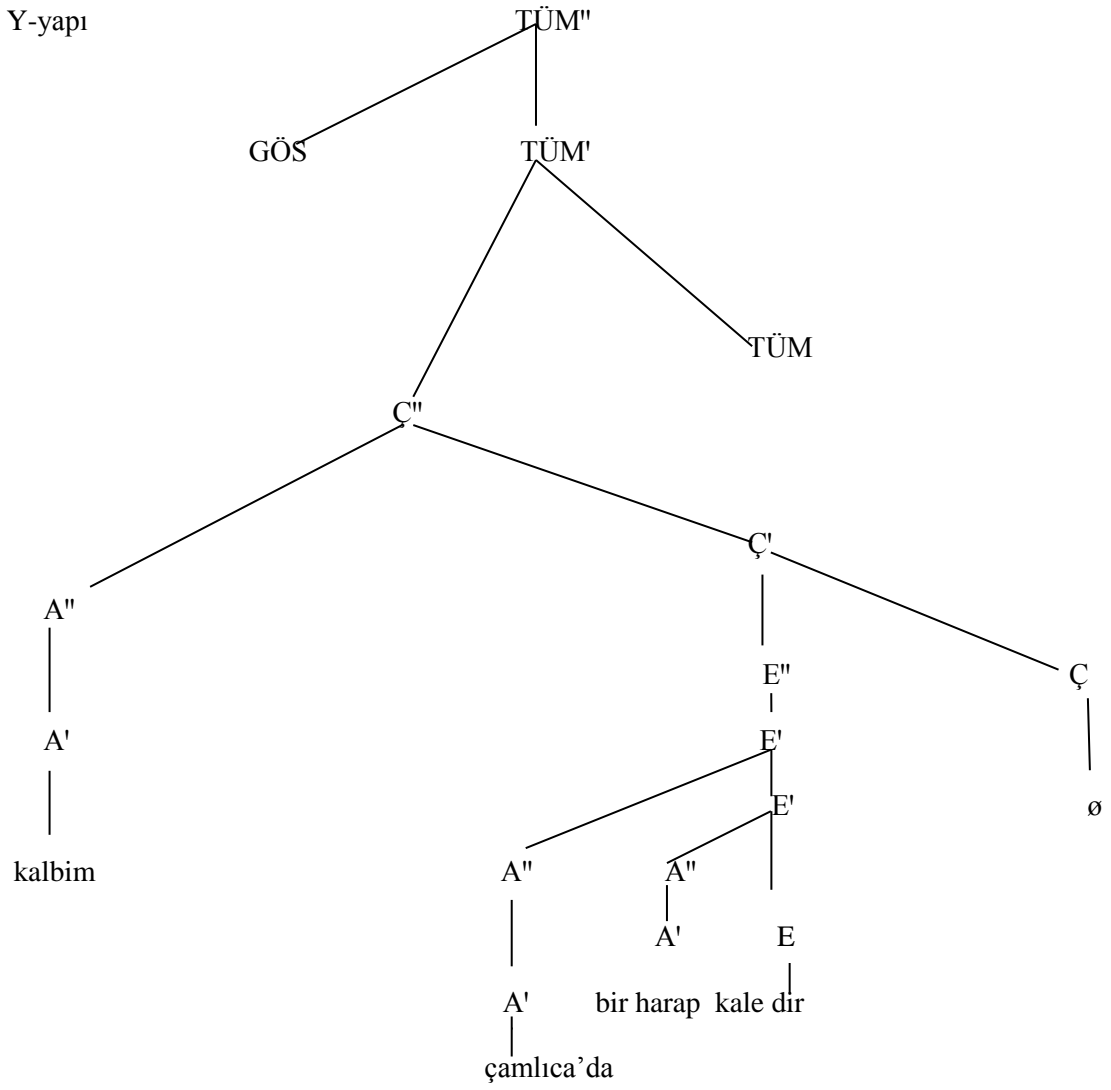 Y-yapı TÜM"
GÖS TÜM'
TÜM
Ç"
Ç'
A"
E" Ç
A' E'
E' ø
kalbim A" A"
A' E
A' bir harap kale dir
çamlıca’da